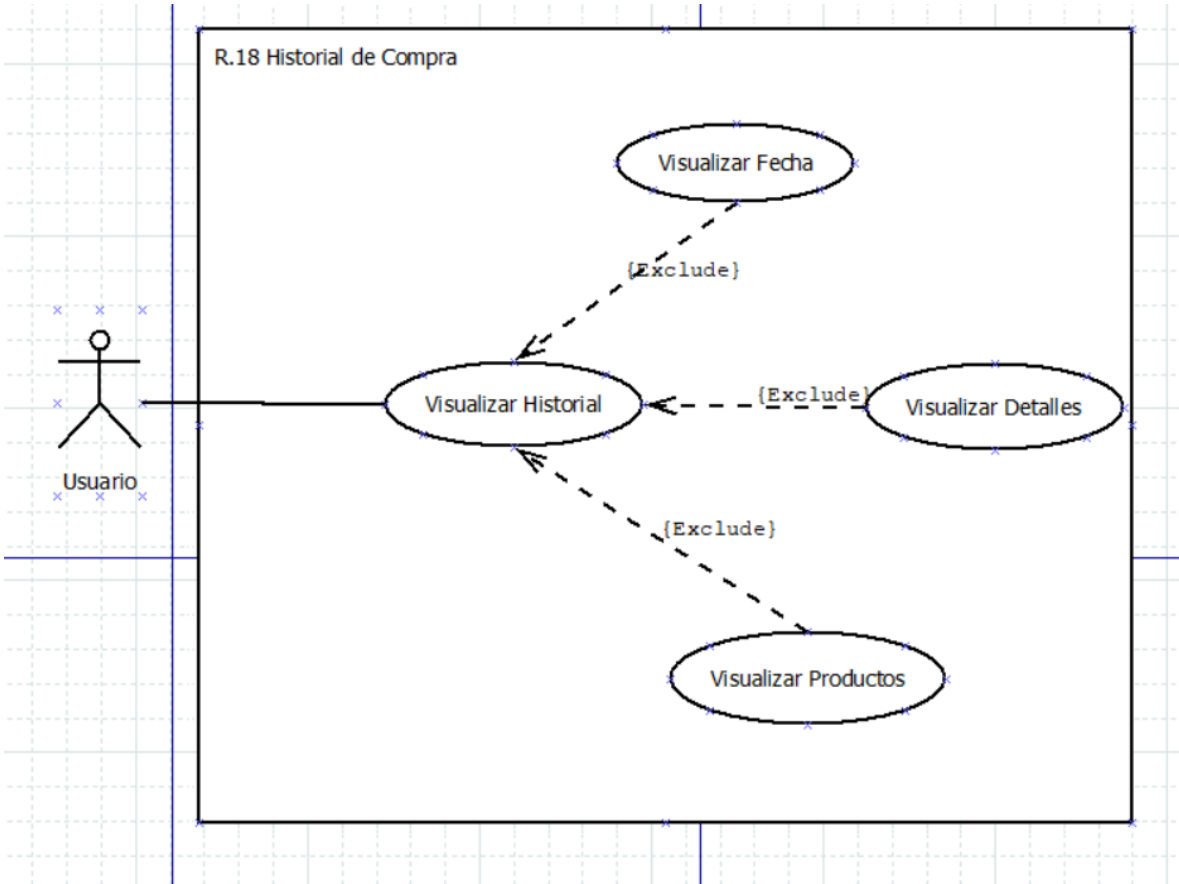 R.18 Historial de Compra
Visualizar Fecha
{Exclude}
Visualizar Historial
{Exclude}
Visualizar Detalles
Usuario
{Exclude}
Visualizar Productos